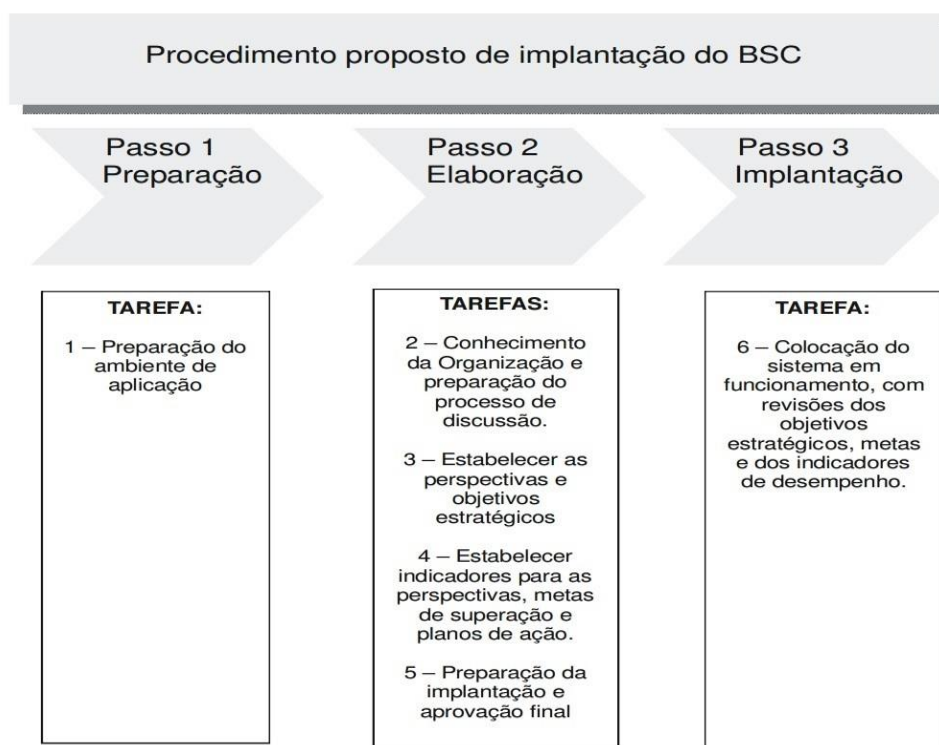 Procedimento proposto de implantação do BSC
Passo 1
Preparação
Passo 2
Elaboração
Passo 3
Implantação
TAREFA:
1 – Preparação do
ambiente de
aplicação
TAREFAS:
2 – Conhecimento
da Organização e
preparação do
processo de
discussão.
3 – Estabelecer as
perspectivas e
objetivos
estratégicos
4 – Estabelecer
indicadores para as
perspectivas, metas
de superação e
planos de ação.
5 – Preparação da
implantação e
aprovação final
TAREFA:
6 – Colocação do
sistema em
funcionamento, com
revisões dos
objetivos
estratégicos, metas
e dos indicadores
de desempenho.